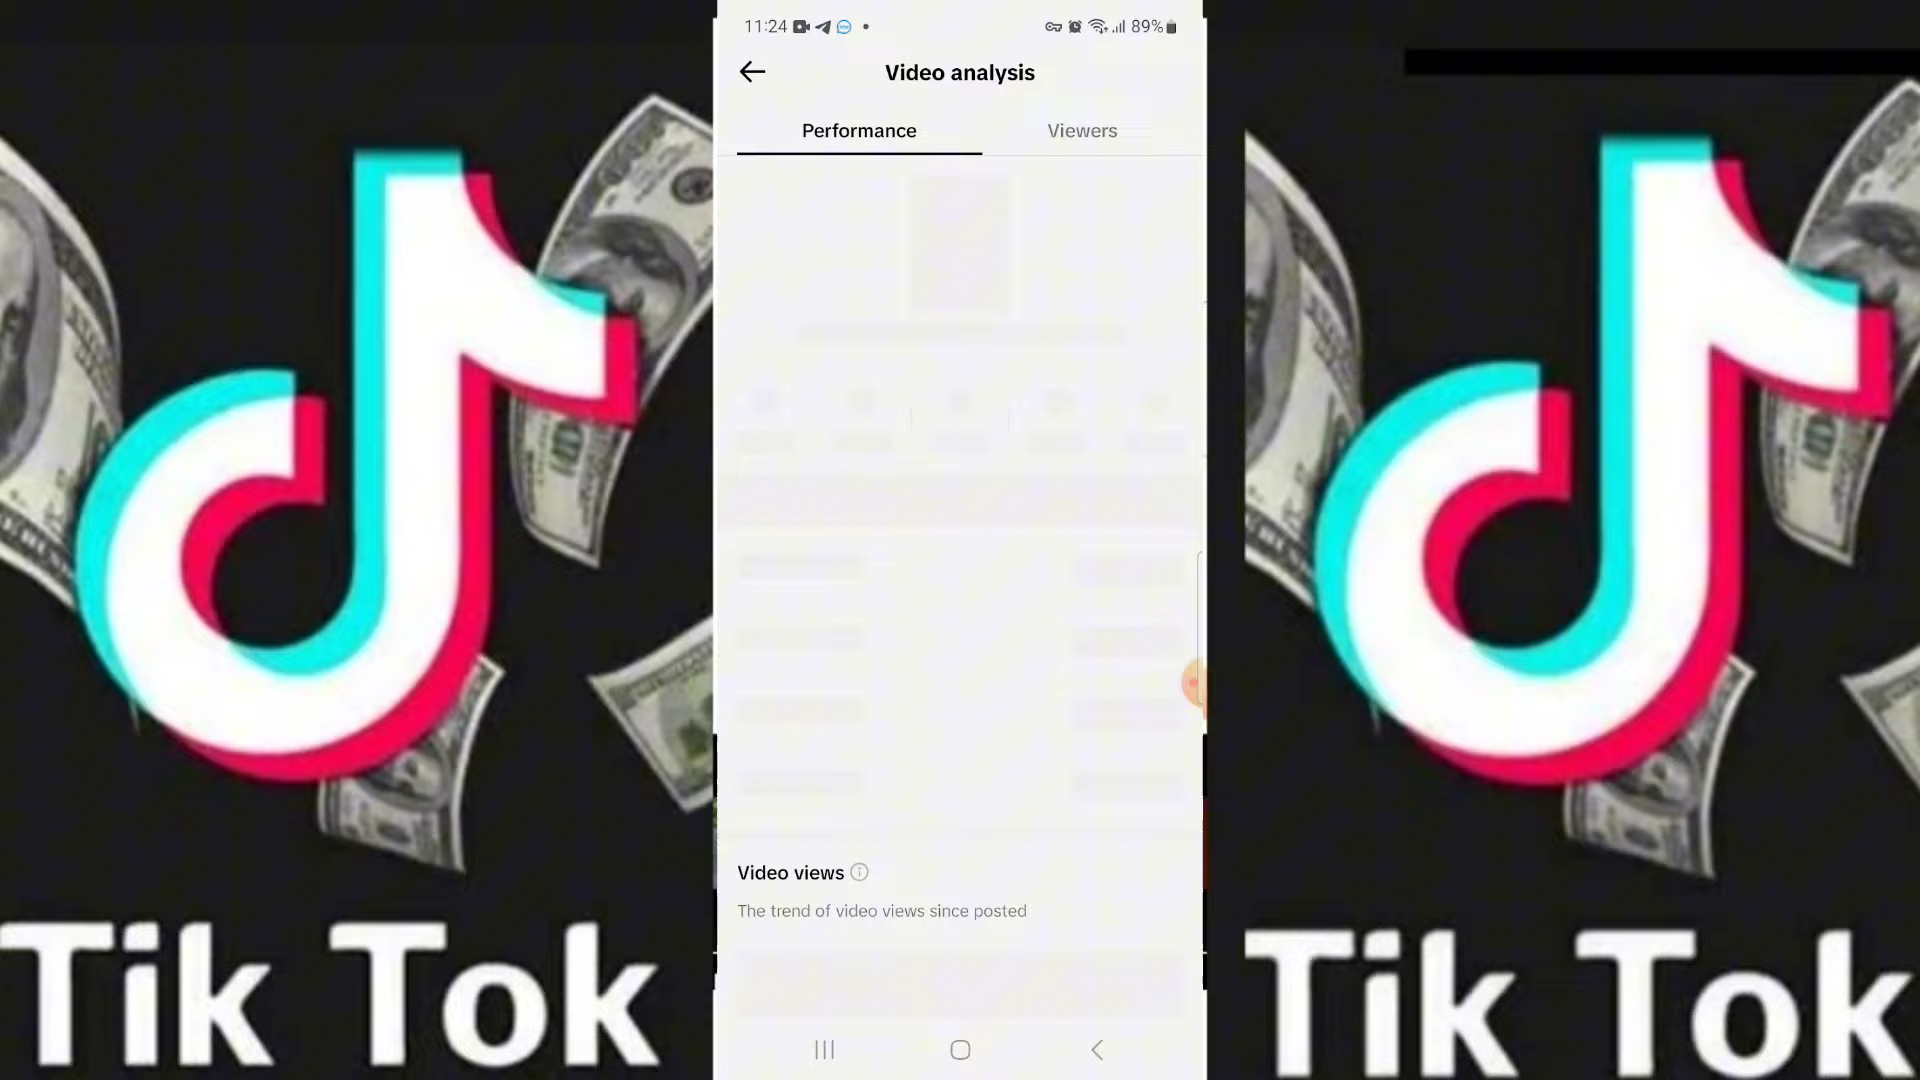 11:24
89%
Video analysis
Performance
Viewers
Video views
The trend of video views since posted
Tik Tok
Tik Tok